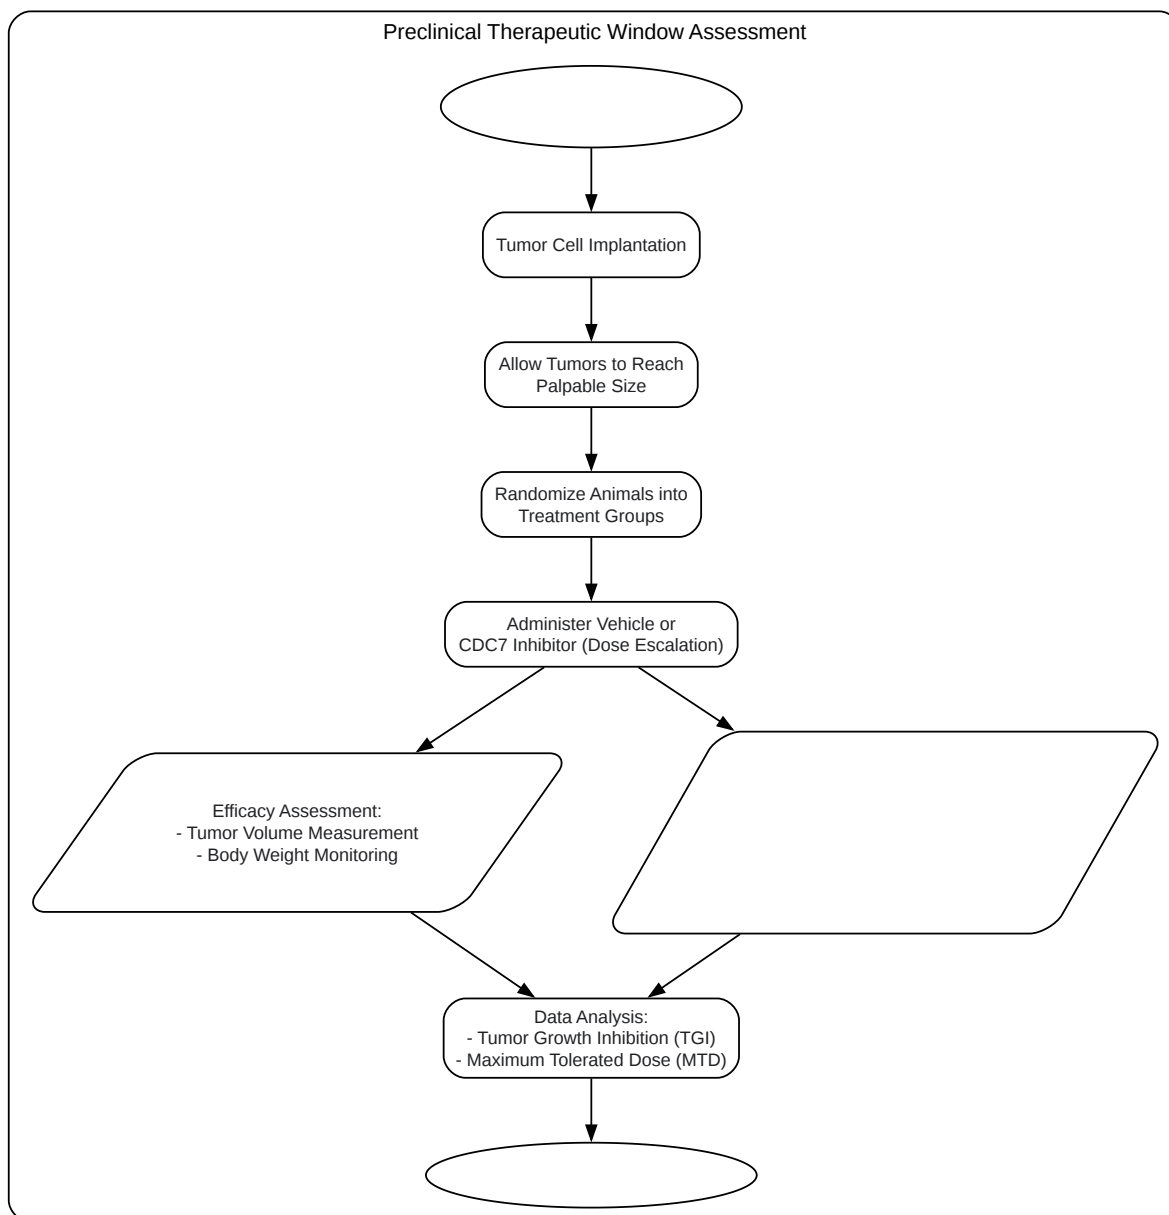 Preclinical Therapeutic Window Assessment
Tumor Cell Implantation
Allow Tumors to Reach
Palpable Size
Randomize Animals into
Treatment Groups
Administer Vehicle or
CDC7 Inhibitor (Dose Escalation)
Efficacy Assessment:
- Tumor Volume Measurement
- Body Weight Monitoring
Data Analysis:
- Tumor Growth Inhibition (TGI)
- Maximum Tolerated Dose (MTD)